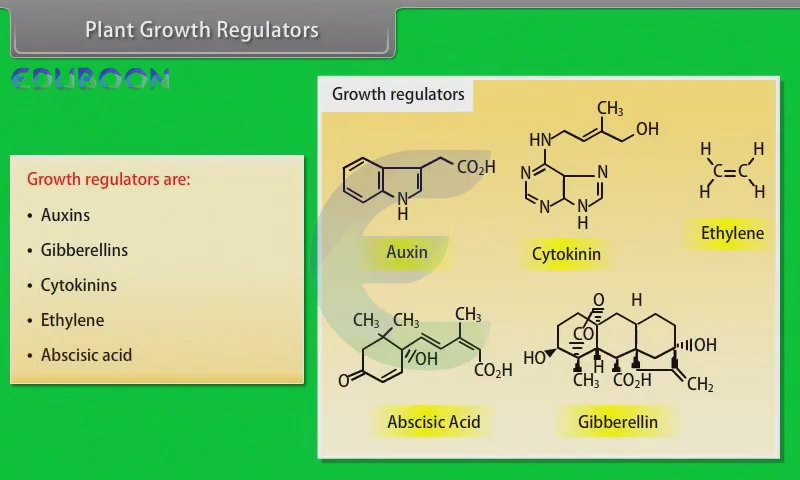 Plant Growth Regulators
EDUBOON
Growth regulators are:
• Auxins
• Gibberellins
• Cytokinins
• Ethylene
• Abscisic acid
Growth regulators
CO₂H
N
H
Auxin
CH₃
OH
HN
N
N
N
N
H
Cytokinin
H H
C=C
H H
Ethylene
CH₃ CH₃ CH₃
OH
O
CO₂H
Abscisic Acid
O H
CO
HO
OH
H
CH₃ CO₂H CH₂
Gibberellin